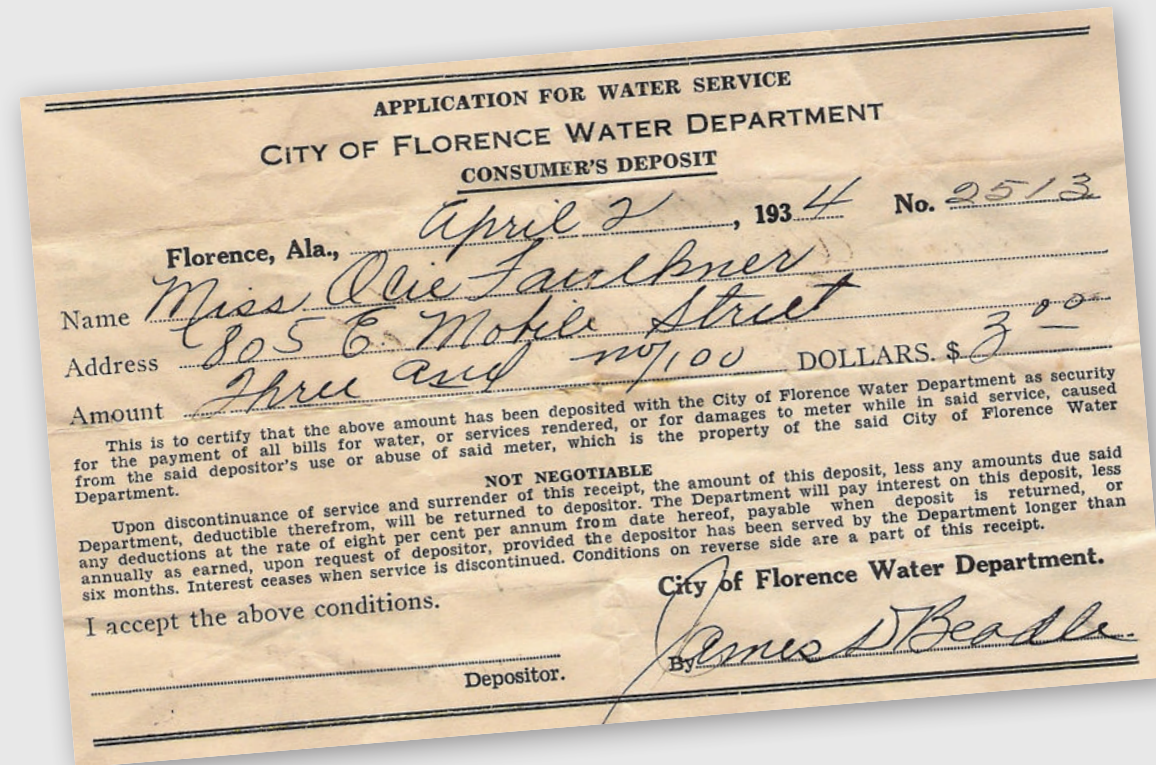 APPLICATION FOR WATER SERVICE
CITY OF FLORENCE WATER DEPARTMENT
CONSUMER'S DEPOSIT
Florence, Ala., April 2, 1934 No. 2513
Name Miss Olie Faulkner
Address 805 E. Mobile Street
Amount Three and no/100 DOLLARS. $ 3 00
This is to certify that the above amount has been deposited with the City of Florence Water Department as security
for the payment of all bills for water, or services rendered, or for damages to meter while in said service, caused
from the said depositor's use or abuse of said meter, which is the property of the said City of Florence Water
Department.
NOT NEGOTIABLE
Upon discontinuance of service and surrender of this receipt, the amount of this deposit, less any amounts due said
Department, deductible therefrom, will be returned to depositor. The Department will pay interest on this deposit, less
any deductions at the rate of eight per cent per annum from date hereof, payable when deposit is returned, or
annually as earned, upon request of depositor, provided the depositor has been served by the Department longer than
six months. Interest ceases when service is discontinued. Conditions on reverse side are a part of this receipt.
I accept the above conditions.
City of Florence Water Department.
By James D Beadle
Depositor.